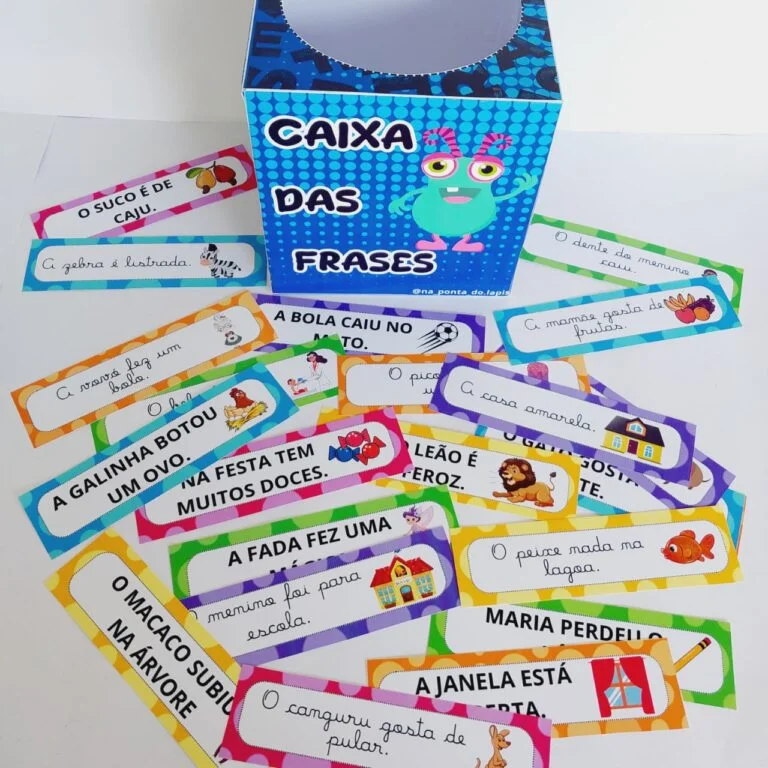 CAIXA
DAS
FRASES
@na_ponta_do.lapis
O SUCO É DE
CAJU.
A zebra é listrada.
O dente do menino
caiu.
A mamãe gosta de
frutas.
A BOLA CAIU NO
A vovó fez um
bolo.
O
O
A casa amarela.
A GALINHA BOTOU
UM OVO.
NA FESTA TEM
MUITOS DOCES.
LEÃO É
FEROZ.
O GATO GOSTA
A FADA FEZ UMA
O peixe nada na
lagoa.
menino foi para
escola.
O MACACO SUBIU
NA ÁRVORE
MARIA PERDEU O
A JANELA ESTÁ
O canguru gosta de
pular.